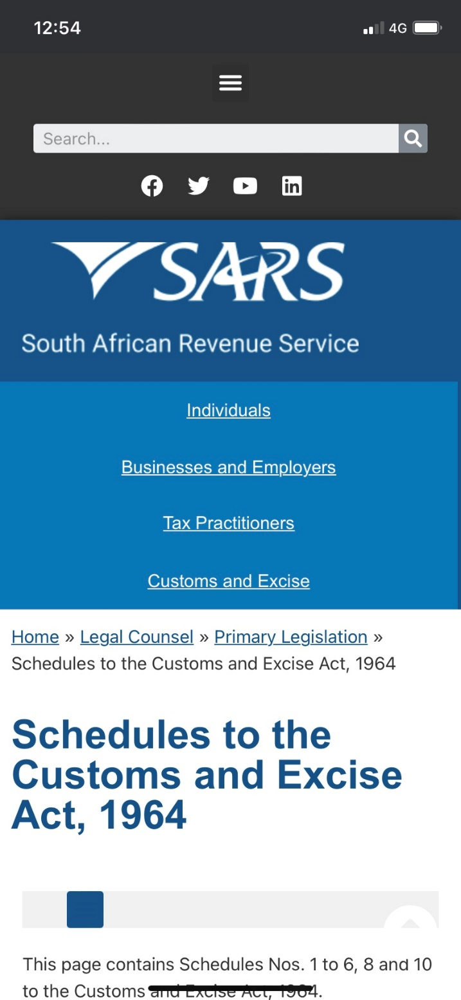 12:54
4G
Search...
SARS
South African Revenue Service
Individuals
Businesses and Employers
Tax Practitioners
Customs and Excise
Home » Legal Counsel » Primary Legislation »
Schedules to the Customs and Excise Act, 1964
Schedules to the
Customs and Excise
Act, 1964
This page contains Schedules Nos. 1 to 6, 8 and 10
to the Customs and Excise Act, 1964.